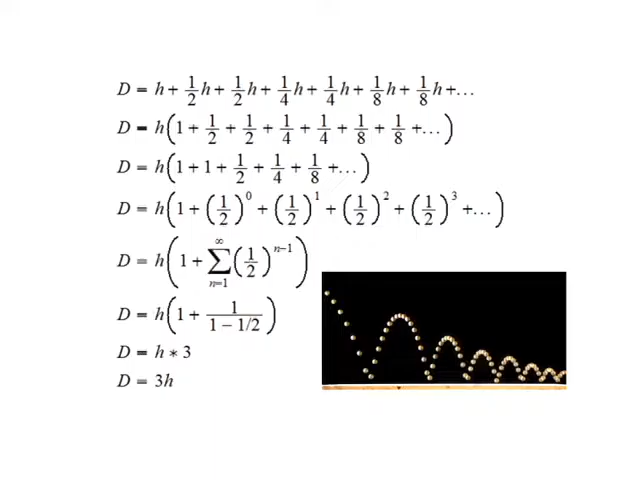 D = h + 1/2 h + 1/2 h + 1/4 h + 1/4 h + 1/8 h + 1/8 h + …
D = h(1 + 1/2 + 1/2 + 1/4 + 1/4 + 1/8 + 1/8 + …)
D = h(1 + 1 + 1/2 + 1/4 + 1/8 + …)
D = h(1 + (1/2)^0 + (1/2)^1 + (1/2)^2 + (1/2)^3 + …)
D = h(1 + ∑_{n=1}^{∞} (1/2)^{n−1})
D = h(1 + 1/(1 − 1/2))
D = h * 3
D = 3h